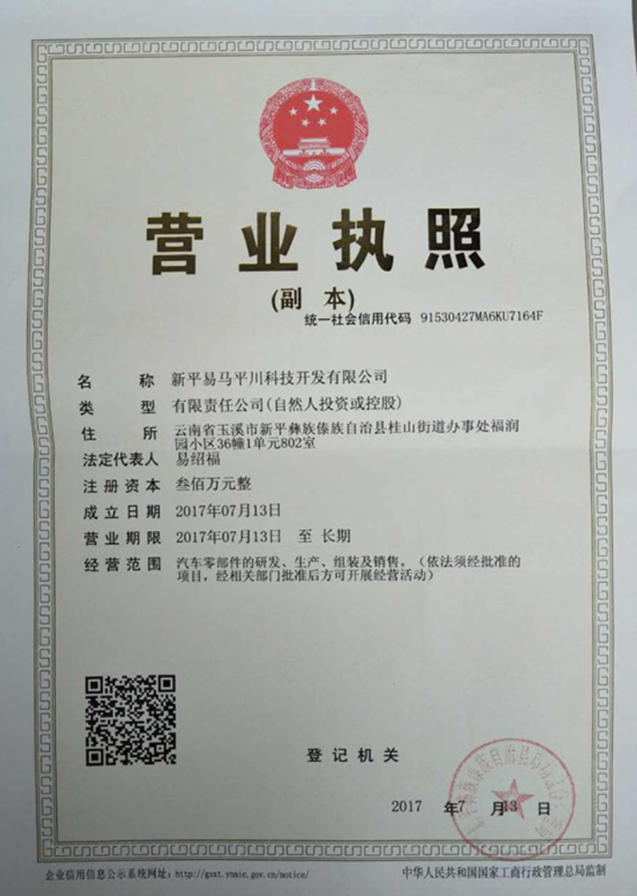 营业执照
(副 本)
统一社会信用代码 91530427MA6KU7164F
名 称 新平易马平川科技开发有限公司
类 型 有限责任公司(自然人投资或控股)
住 所 云南省玉溪市新平彝族傣族自治县桂山街道办事处福润
园小区36幢1单元802室
法定代表人 易绍福
注册资本 叁佰万元整
成立日期 2017年07月13日
营业期限 2017年07月13日 至 长期
经营范围 汽车零部件的研发、生产、组装及销售。（依法须经批准的
项目，经相关部门批准后方可开展经营活动）
登记机关
2017 年 7 月 13 日
企业信用信息公示系统网址: http://gsxt.ynaic.gov.cn/notice/
中华人民共和国国家工商行政管理总局监制